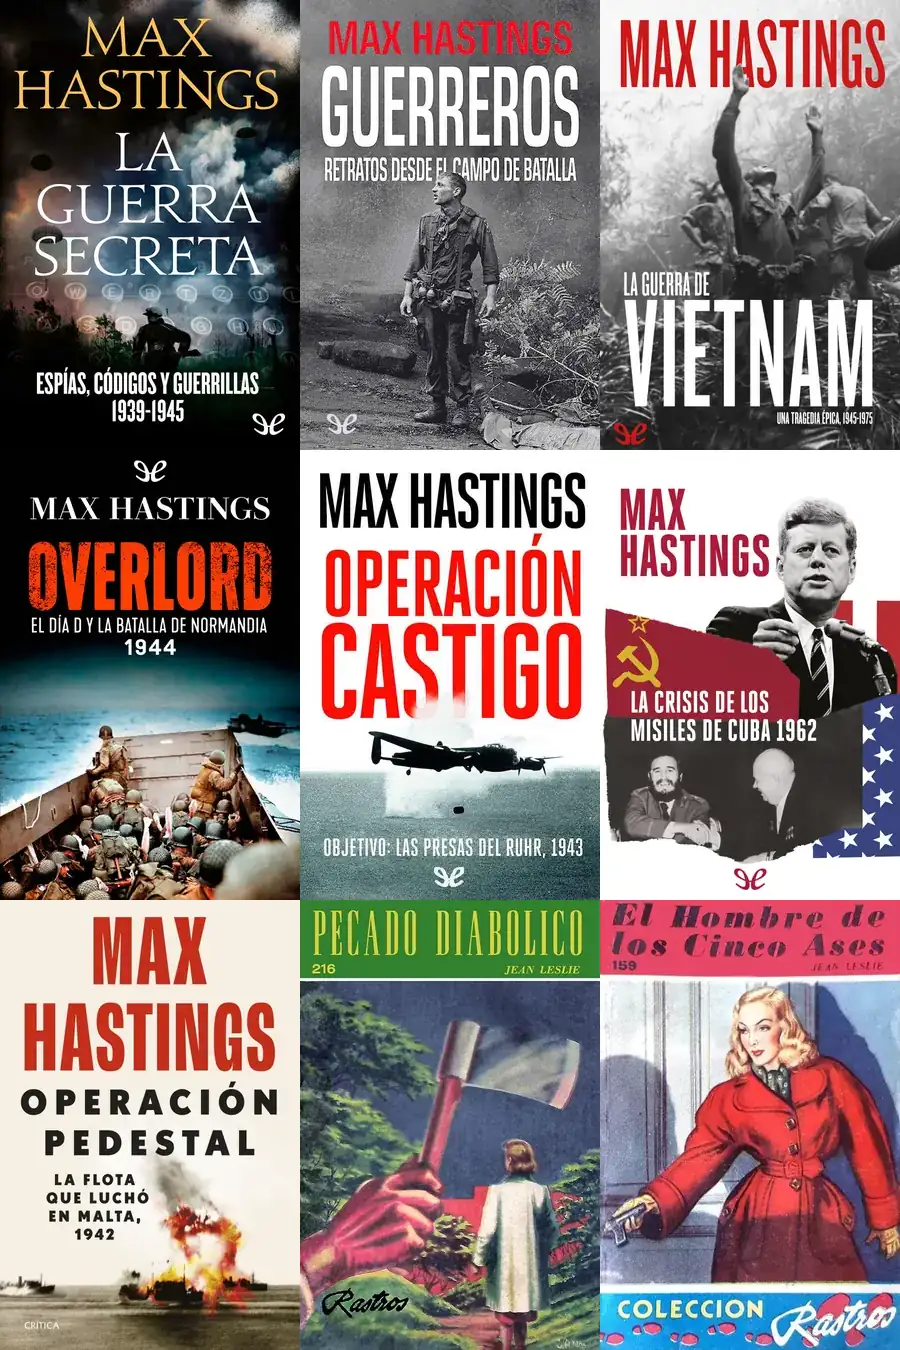 MAX
HASTINGS
LA
GUERRA
SECRETA
Q W E R T Z U
A S D F G H J
ESPÍAS, CÓDIGOS Y GUERRILLAS
1939-1945
MAX HASTINGS
GUERREROS
RETRATOS DESDE EL CAMPO DE BATALLA
MAX HASTINGS
LA GUERRA DE
VIETNAM
UNA TRAGEDIA ÉPICA, 1945-1975
MAX HASTINGS
OVERLORD
EL DÍA D Y LA BATALLA DE NORMANDIA
1944
MAX HASTINGS
OPERACIÓN
CASTIGO
OBJETIVO: LAS PRESAS DEL RUHR, 1943
MAX
HASTINGS
LA CRISIS DE LOS
MISILES DE CUBA 1962
MAX
HASTINGS
OPERACIÓN
PEDESTAL
LA FLOTA
QUE LUCHÓ
EN MALTA,
1942
CRÍTICA
PECADO DIABOLICO
216
JEAN LESLIE
Rastros
El Hombre de
los Cinco Ases
159
JEAN LESLIE
COLECCION
Rastros